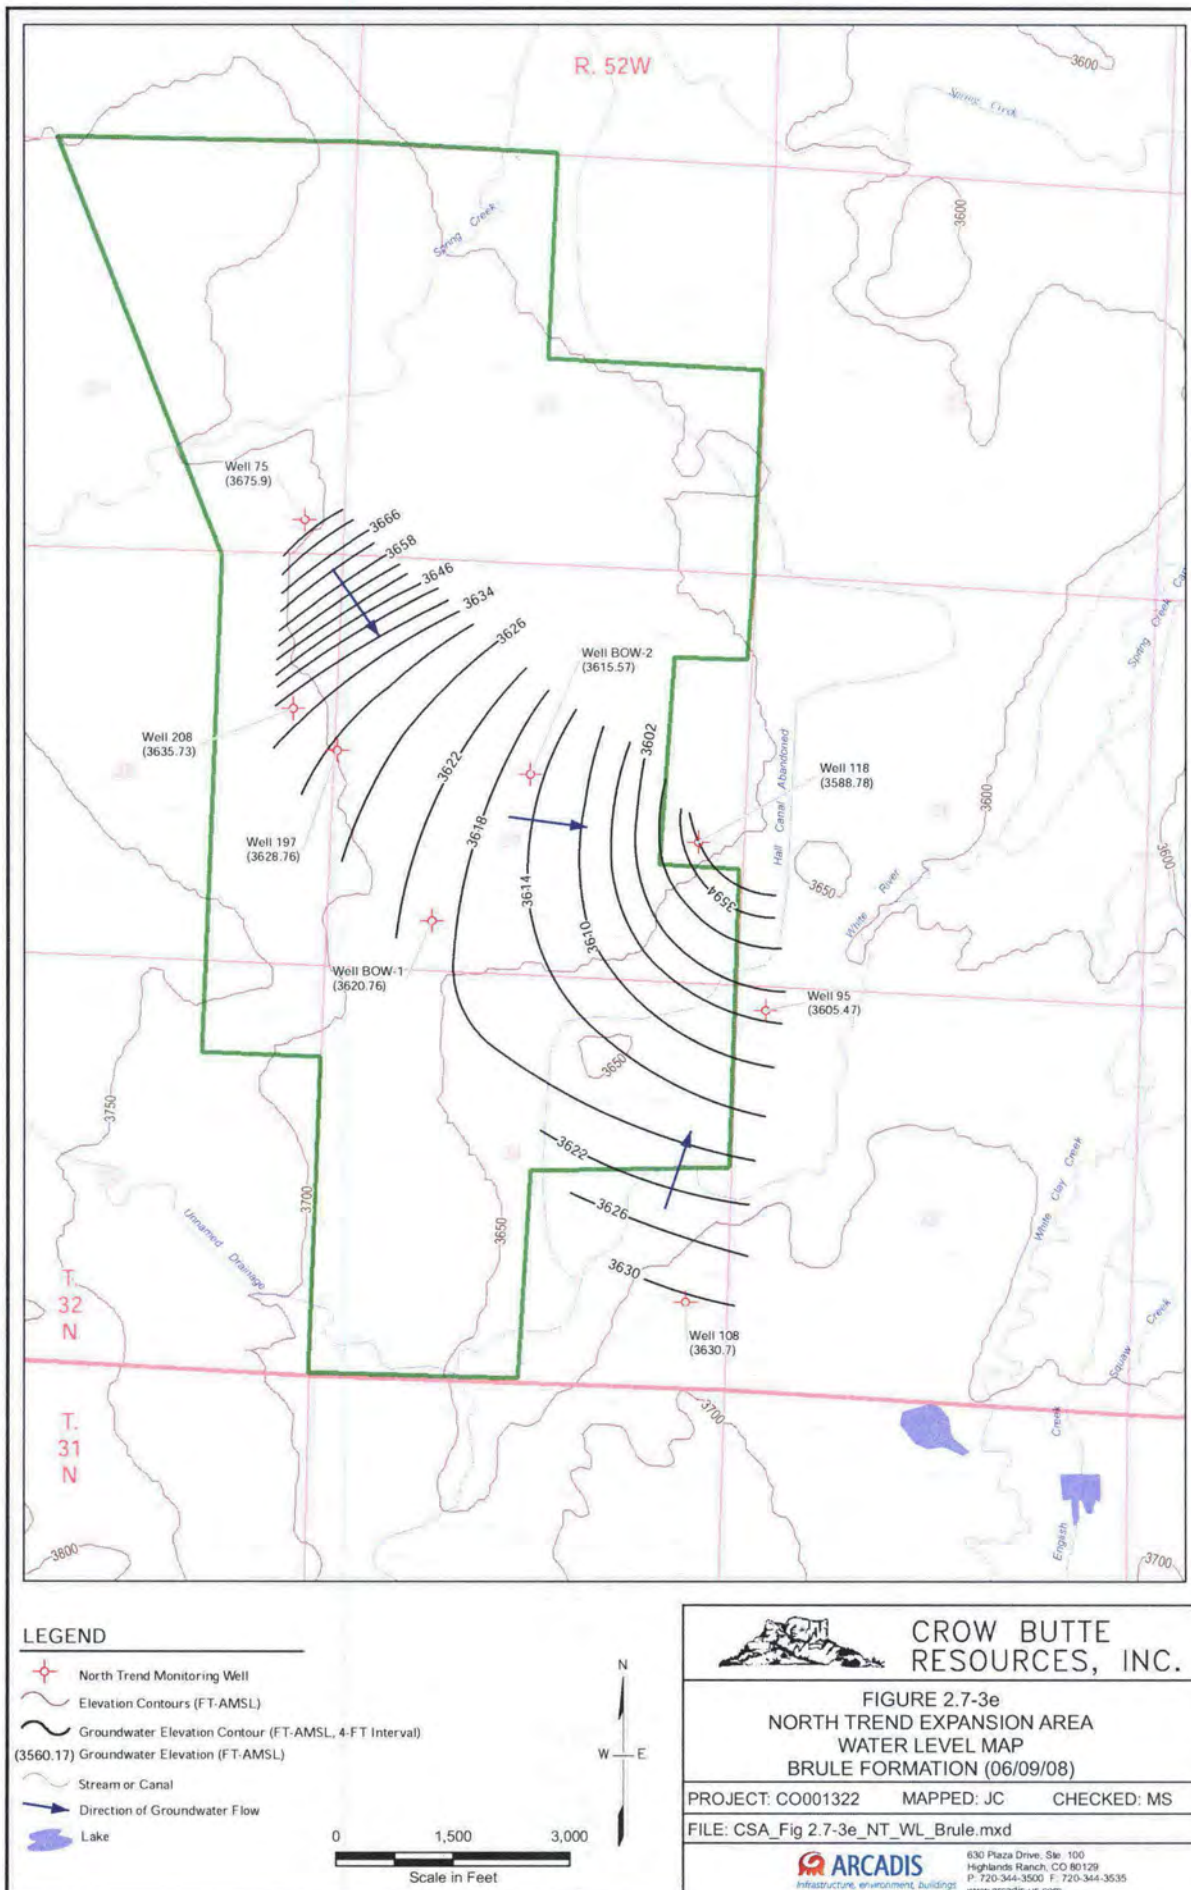 R. 52W
3600
Spring Creek
3600
Spring Creek
Well 75
(3675.9)
3666
3658
3646
3634
3626
Well BOW-2
(3615.57)
Spring Creek
Well 208
(3635.73)
3602
Hall Canal Abandoned
Well 118
(3588.78)
3600
3600
3622
Well 197
(3628.76)
3618
3614
3594
3650
White River
3610
Well BOW-1
(3620.76)
Well 95
(3605.47)
3650
3750
3622
White Clay Creek
3700
Unnamed Drainage
3650
3626
3630
T.
32
N
Well 108
(3630.7)
Squaw Creek
3700
T.
31
N
Creek
English
3800
3700
LEGEND
North Trend Monitoring Well
Elevation Contours (FT-AMSL)
Groundwater Elevation Contour (FT-AMSL, 4-FT Interval)
(3560.17) Groundwater Elevation (FT-AMSL)
Stream or Canal
Direction of Groundwater Flow
Lake
N
W E
0 1,500 3,000
Scale in Feet
CROW BUTTE
RESOURCES, INC.
FIGURE 2.7-3e
NORTH TREND EXPANSION AREA
WATER LEVEL MAP
BRULE FORMATION (06/09/08)
PROJECT: CO001322 MAPPED: JC CHECKED: MS
FILE: CSA_Fig 2.7-3e_NT_WL_Brule.mxd
ARCADIS
Infrastructure, environment, buildings
630 Plaza Drive, Ste. 100
Highlands Ranch, CO 80129
P: 720-344-3500 F: 720-344-3535